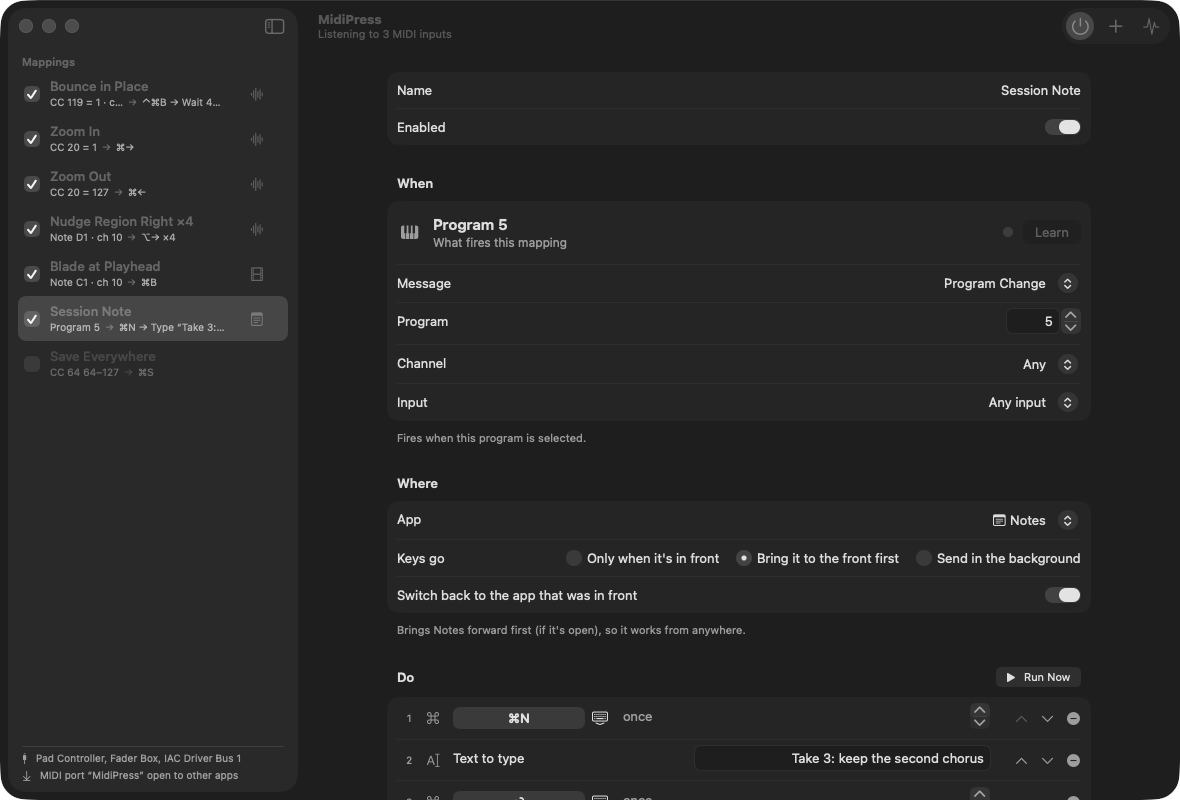 MidiPress
Listening to 3 MIDI inputs
Mappings
Bounce in Place
CC 119 = 1 · c... → ^⌘B → Wait 4...
Zoom In
CC 20 = 1 → ⌘→
Zoom Out
CC 20 = 127 → ⌘←
Nudge Region Right ×4
Note D1 · ch 10 → ⌥→ ×4
Blade at Playhead
Note C1 · ch 10 → ⌘B
Session Note
Program 5 → ⌘N → Type “Take 3:...
Save Everywhere
CC 64 64–127 → ⌘S
Pad Controller, Fader Box, IAC Driver Bus 1
MIDI port “MidiPress” open to other apps
Name Session Note
Enabled
When
Program 5
What fires this mapping
Learn
Message Program Change
Program 5
Channel Any
Input Any input
Fires when this program is selected.
Where
App Notes
Keys go Only when it's in front Bring it to the front first Send in the background
Switch back to the app that was in front
Brings Notes forward first (if it's open), so it works from anywhere.
Do Run Now
1 ⌘ ⌘N once
2 Text to type Take 3: keep the second chorus